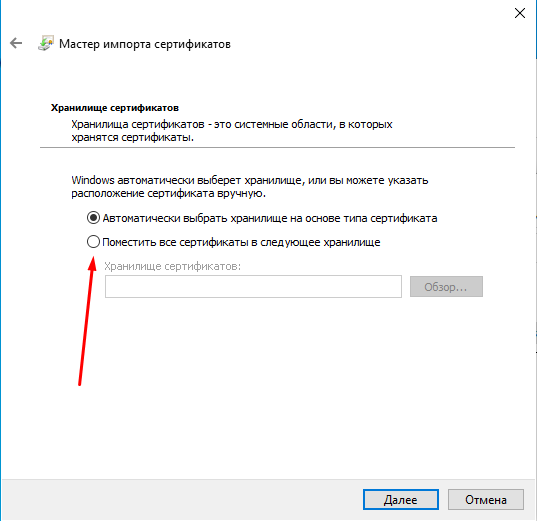 Мастер импорта сертификатов
Хранилище сертификатов
Хранилища сертификатов - это системные области, в которых
хранятся сертификаты.
Windows автоматически выберет хранилище, или вы можете указать
расположение сертификата вручную.
Автоматически выбрать хранилище на основе типа сертификата
Поместить все сертификаты в следующее хранилище
Хранилище сертификатов:
Обзор...
Далее
Отмена